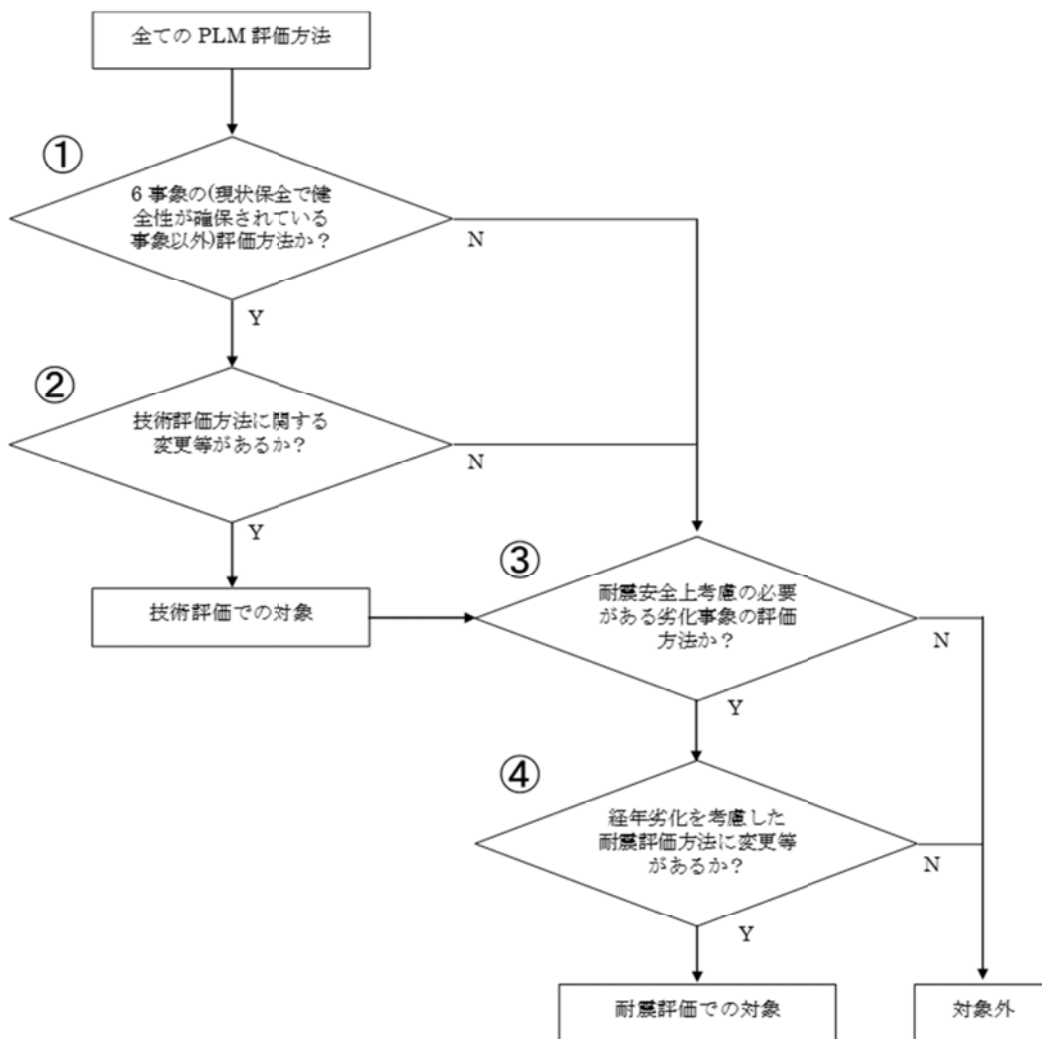 全ての PLM 評価方法
①
6 事象の(現状保全で健
全性が確保されている
事象以外)評価方法か？
N
Y
②
技術評価方法に関する
変更等があるか？
N
Y
技術評価での対象
③
耐震安全上考慮の必要
がある劣化事象の評価
方法か？
N
Y
④
経年劣化を考慮した
耐震評価方法に変更等
があるか？
N
Y
耐震評価での対象
対象外